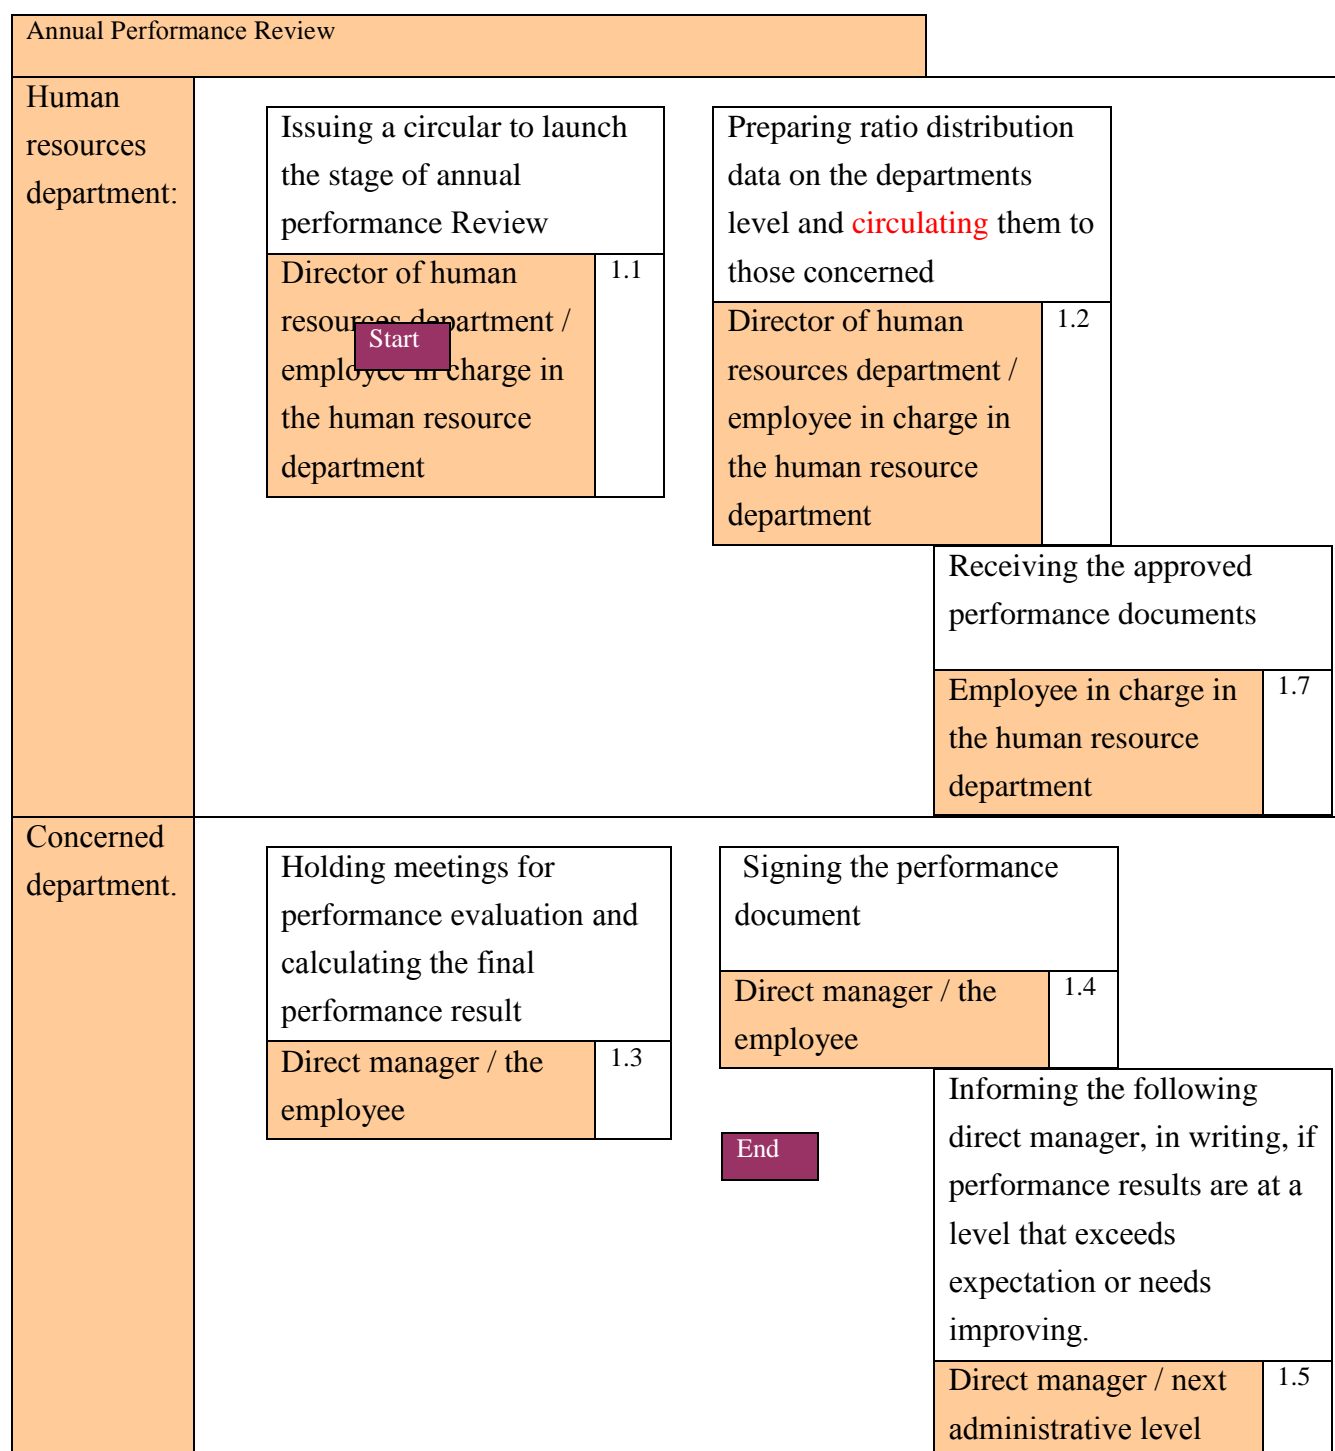 Annual Performance Review
Human
resources
department:
Issuing a circular to launch
the stage of annual
performance Review
Director of human
resources department /
employee in charge in
the human resource
department
1.1
Start
Preparing ratio distribution
data on the departments
level and circulating them to
those concerned
Director of human
resources department /
employee in charge in
the human resource
department
1.2
Receiving the approved
performance documents
Employee in charge in
the human resource
department
1.7
Concerned
department.
Holding meetings for
performance evaluation and
calculating the final
performance result
Direct manager / the
employee
1.3
Signing the performance
document
Direct manager / the
employee
1.4
End
Informing the following
direct manager, in writing, if
performance results are at a
level that exceeds
expectation or needs
improving.
Direct manager / next
administrative level
1.5